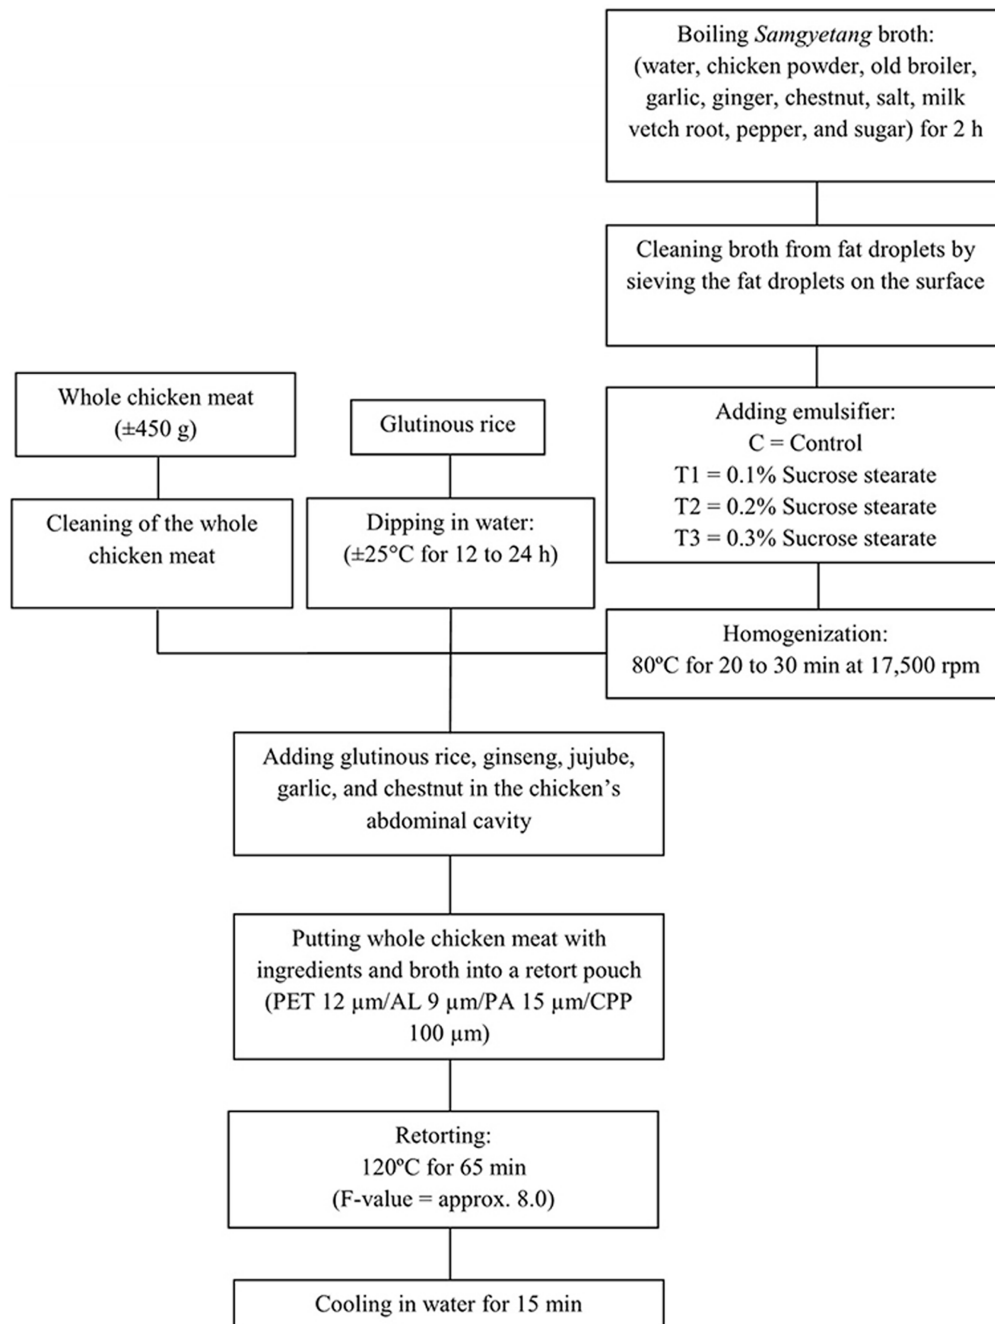 Boiling Samgyetang broth:
(water, chicken powder, old broiler,
garlic, ginger, chestnut, salt, milk
vetch root, pepper, and sugar) for 2 h
Cleaning broth from fat droplets by
sieving the fat droplets on the surface
Whole chicken meat
(±450 g)
Glutinous rice
Adding emulsifier:
C = Control
T1 = 0.1% Sucrose stearate
T2 = 0.2% Sucrose stearate
T3 = 0.3% Sucrose stearate
Cleaning of the whole
chicken meat
Dipping in water:
(±25°C for 12 to 24 h)
Homogenization:
80ºC for 20 to 30 min at 17,500 rpm
Adding glutinous rice, ginseng, jujube,
garlic, and chestnut in the chicken’s
abdominal cavity
Putting whole chicken meat with
ingredients and broth into a retort pouch
(PET 12 µm/AL 9 µm/PA 15 µm/CPP
100 µm)
Retorting:
120ºC for 65 min
(F-value = approx. 8.0)
Cooling in water for 15 min